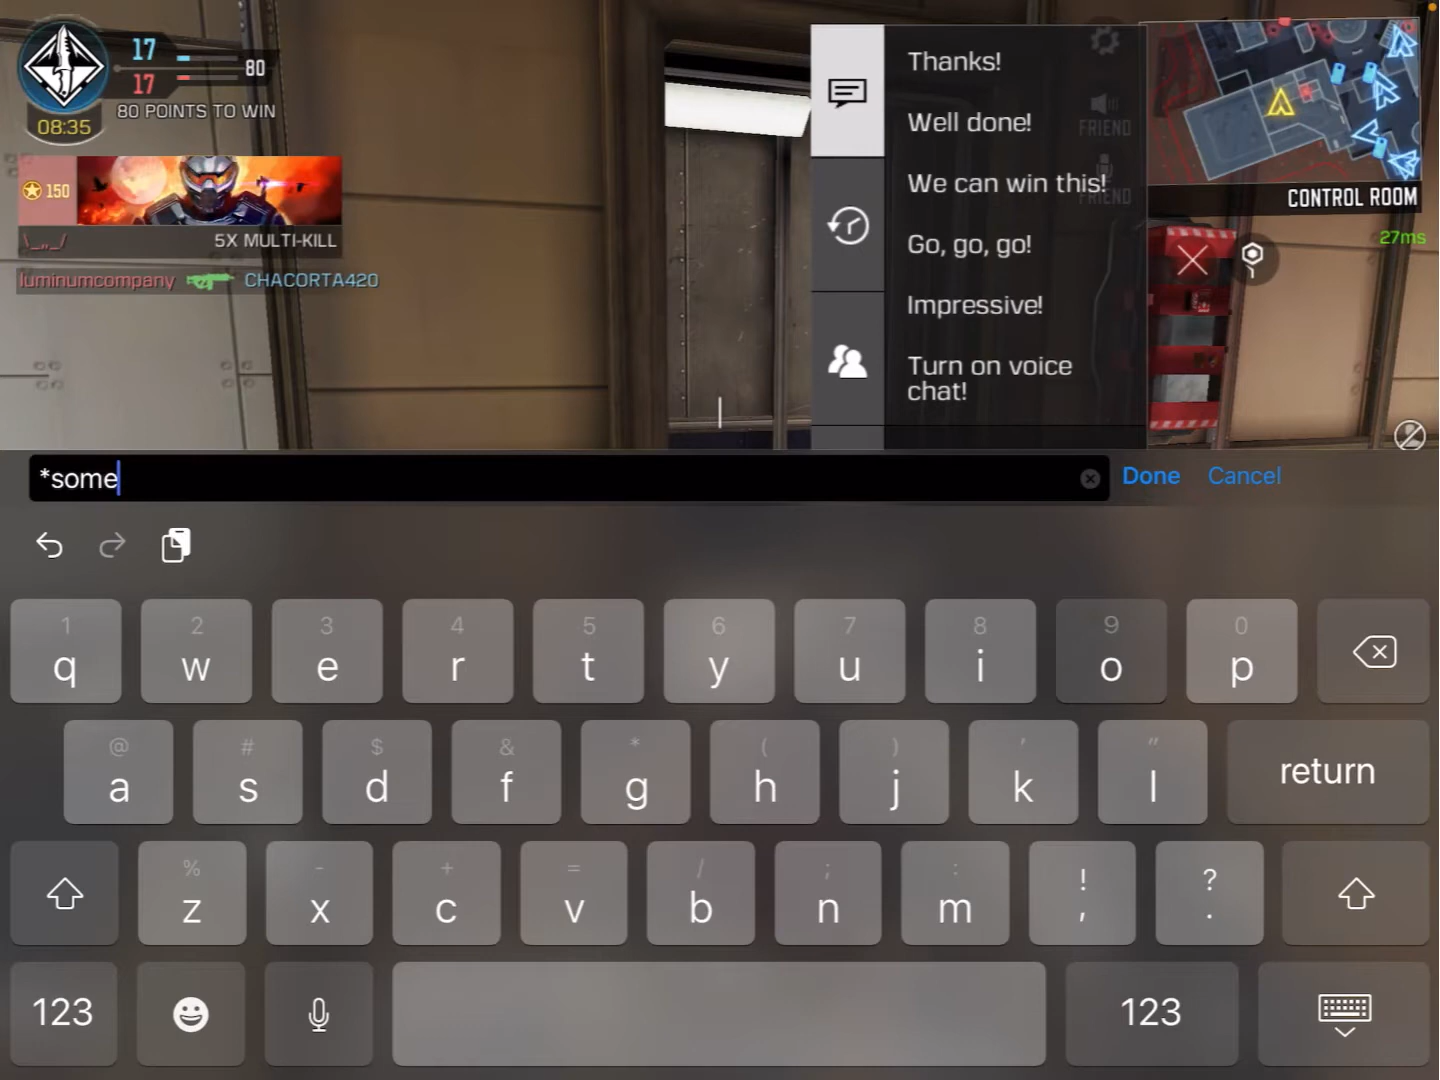 17
17
80
80 POINTS TO WIN
08:35
150
\_,,_/
5X MULTI-KILL
luminumcompany CHACORTA420
Thanks!
Well done!
We can win this!
Go, go, go!
Impressive!
Turn on voice
chat!
FRIEND
FRIEND
CONTROL ROOM
27ms
*some
Done Cancel
1 2 3 4 5 6 7 8 9 0
q w e r t y u i o p
@ # $ & * ( ) ' "
a s d f g h j k l return
% - + = / ; : ! ?
z x c v b n m , .
123 123